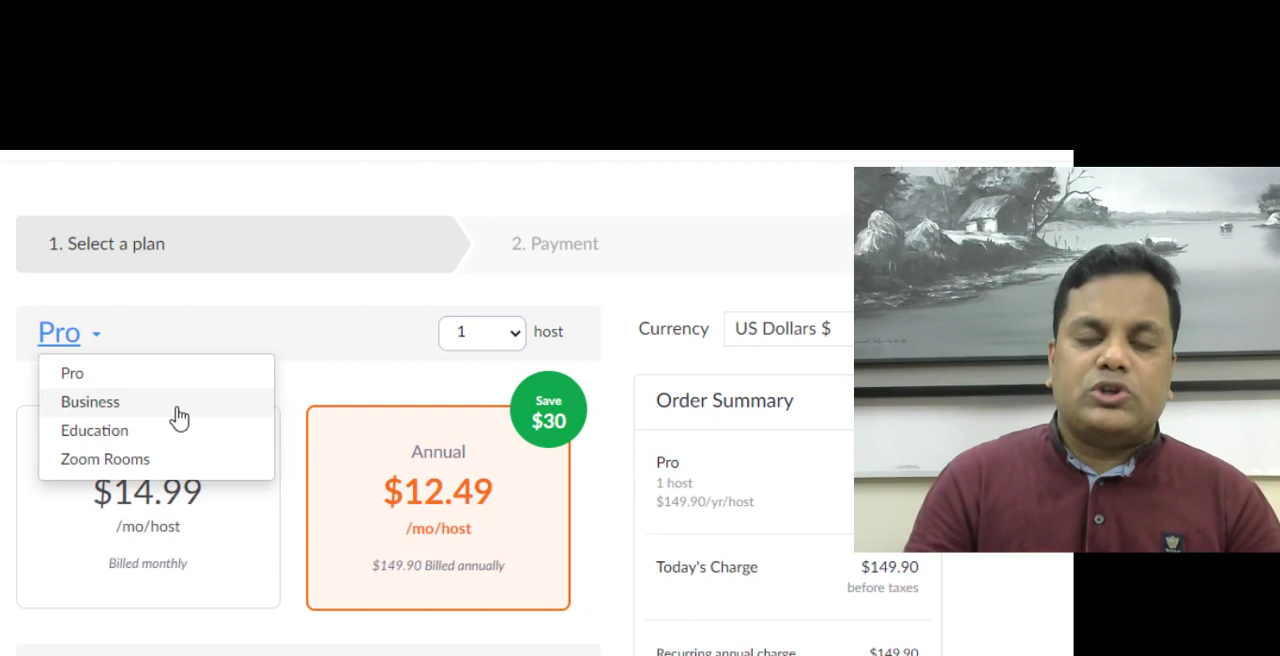 1. Select a plan
2. Payment
Pro
1
host
Currency
US Dollars $
Pro
Business
Education
Zoom Rooms
Save
$30
Annual
$14.99
/mo/host
Billed monthly
$12.49
/mo/host
$149.90 Billed annually
Order Summary
Pro
1 host
$149.90/yr/host
Today's Charge
$149.90
before taxes
Recurring annual charge
$149.90